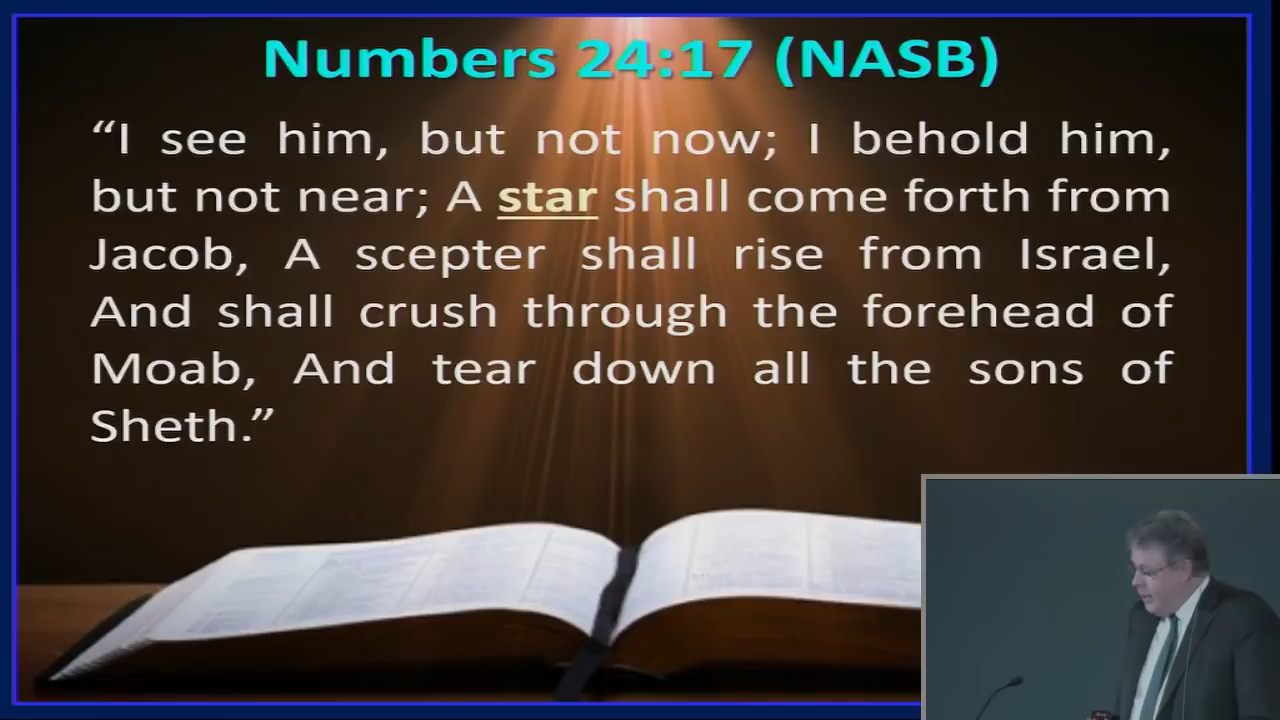 Numbers 24:17 (NASB)
“I see him, but not now; I behold him,
but not near; A star shall come forth from
Jacob, A scepter shall rise from Israel,
And shall crush through the forehead of
Moab, And tear down all the sons of
Sheth.”